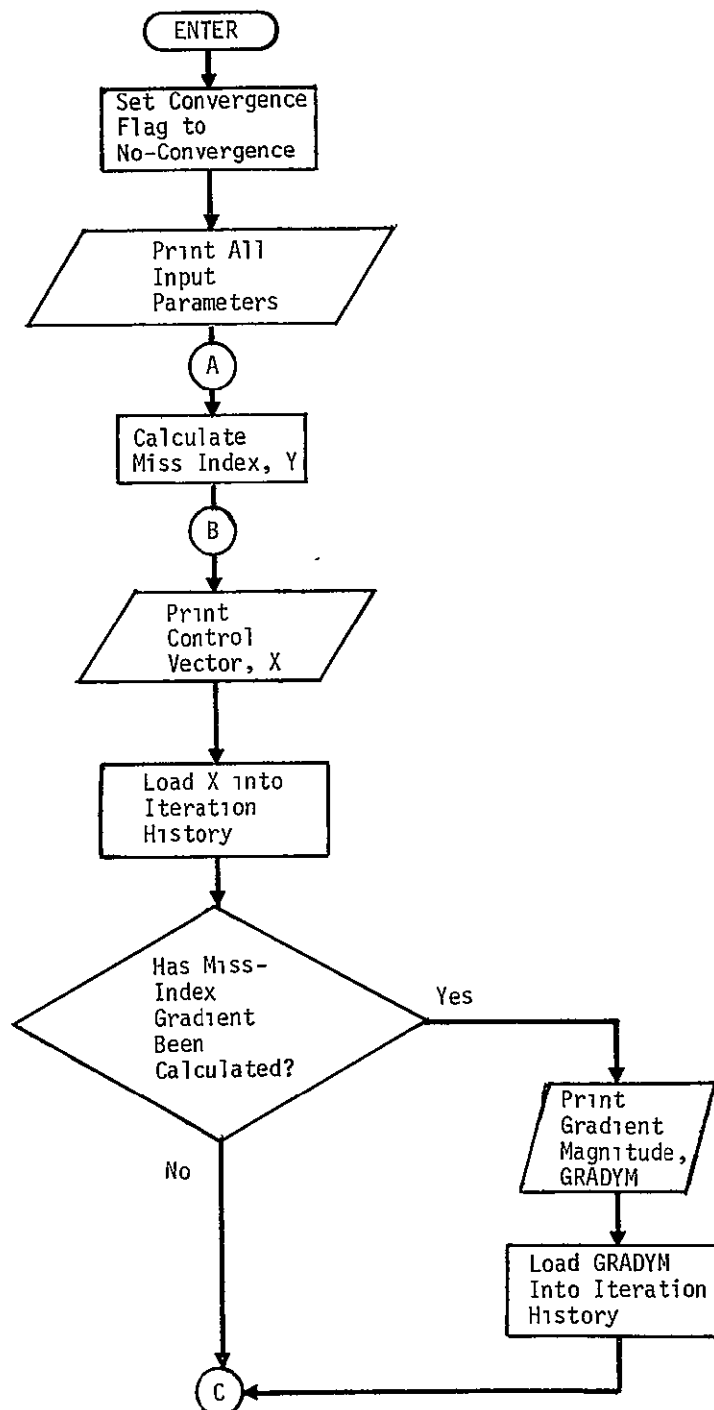 ENTER
Set Convergence
Flag to
No-Convergence
Print All
Input
Parameters
A
Calculate
Miss Index, Y
B
Print
Control
Vector, X
Load X into
Iteration
History
Has Miss-
Index
Gradient
Been
Calculated?
Yes
No
Print
Gradient
Magnitude,
GRADYM
Load GRADYM
Into Iteration
History
C